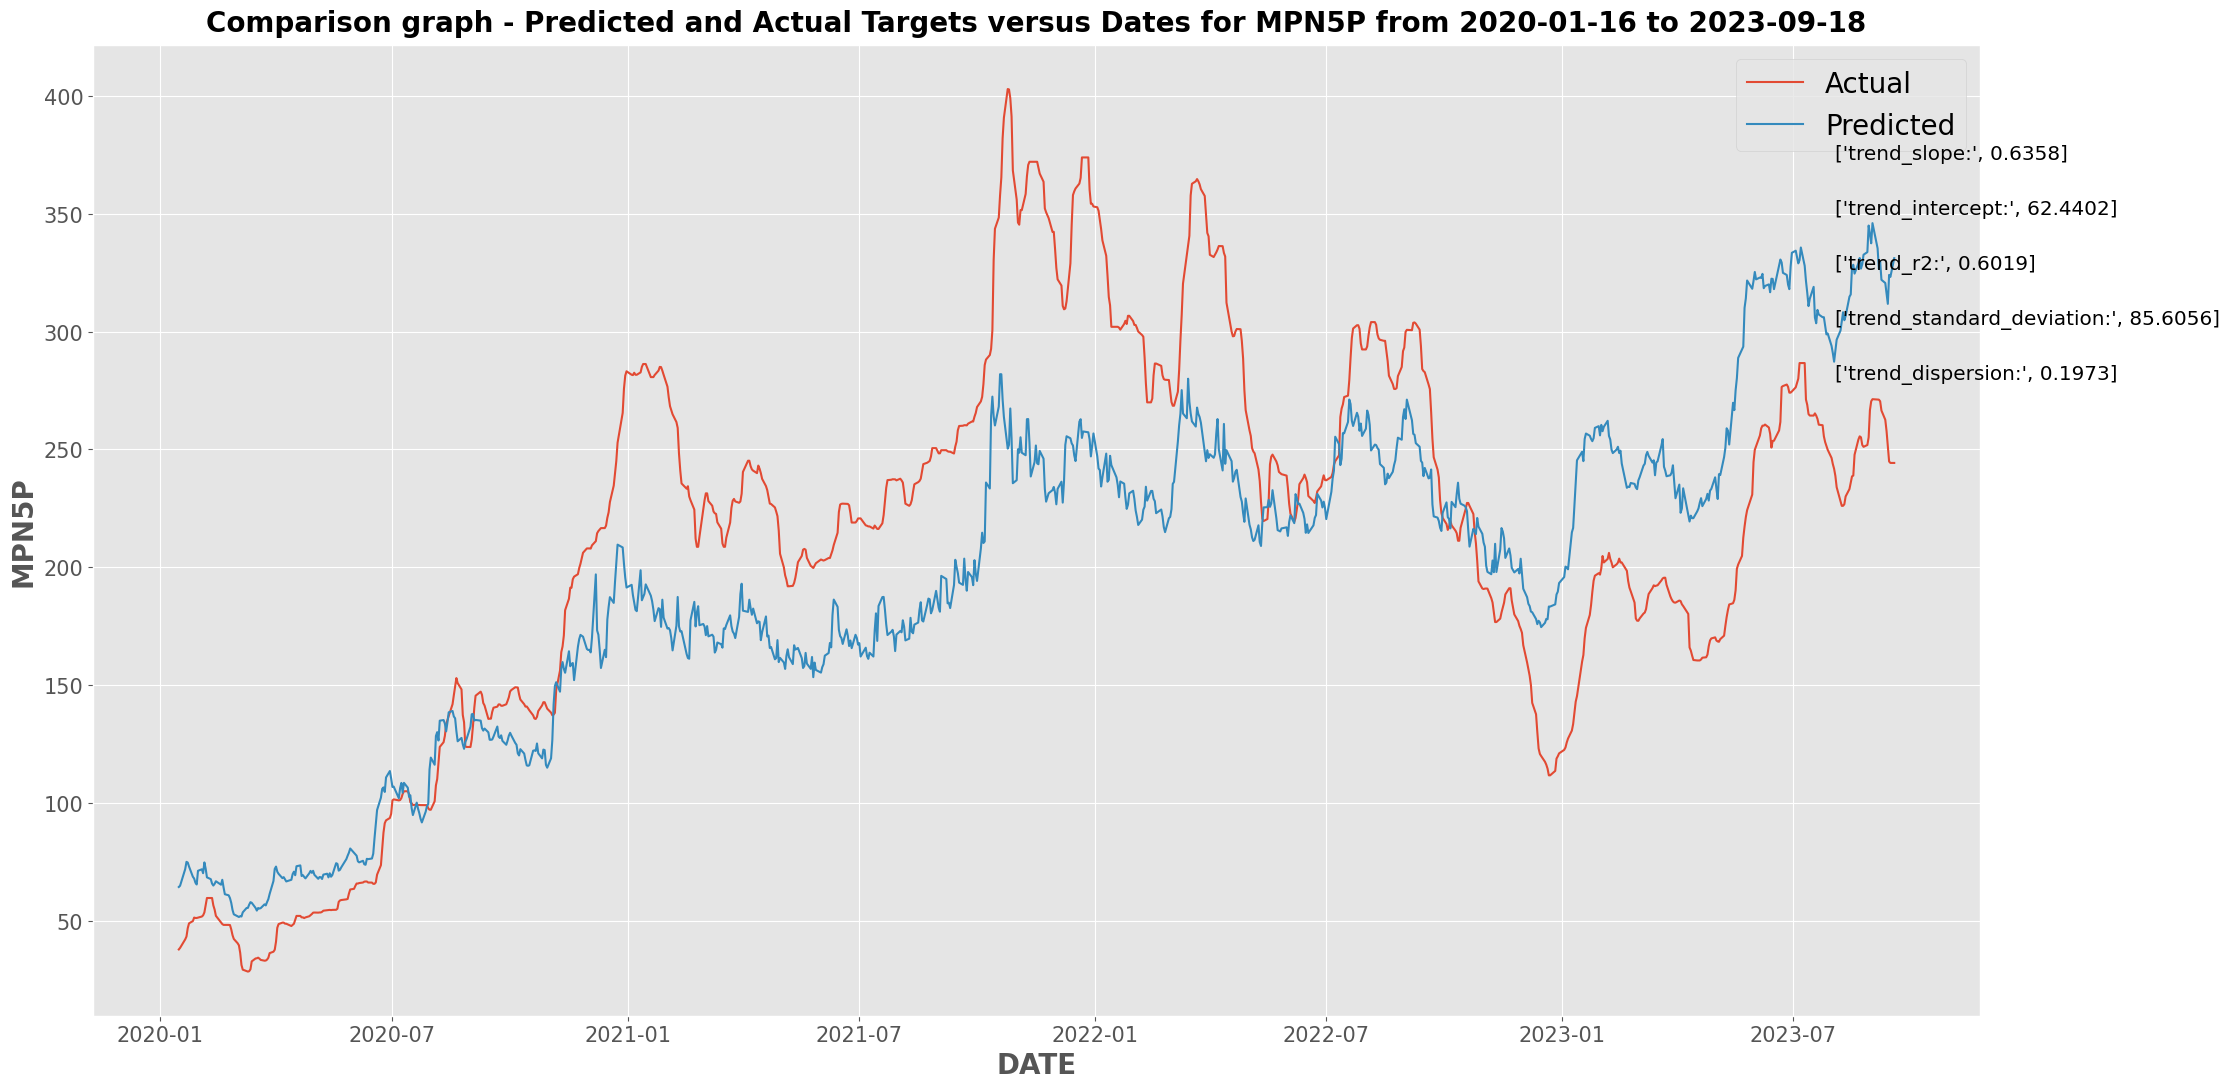 Comparison graph - Predicted and Actual Targets versus Dates for MPN5P from 2020-01-16 to 2023-09-18
Actual
Predicted
['trend_slope:', 0.6358]
['trend_intercept:', 62.4402]
['trend_r2:', 0.6019]
['trend_standard_deviation:', 85.6056]
['trend_dispersion:', 0.1973]
MPN5P
400
350
300
250
200
150
100
50
2020-01 2020-07 2021-01 2021-07 2022-01 2022-07 2023-01 2023-07
DATE